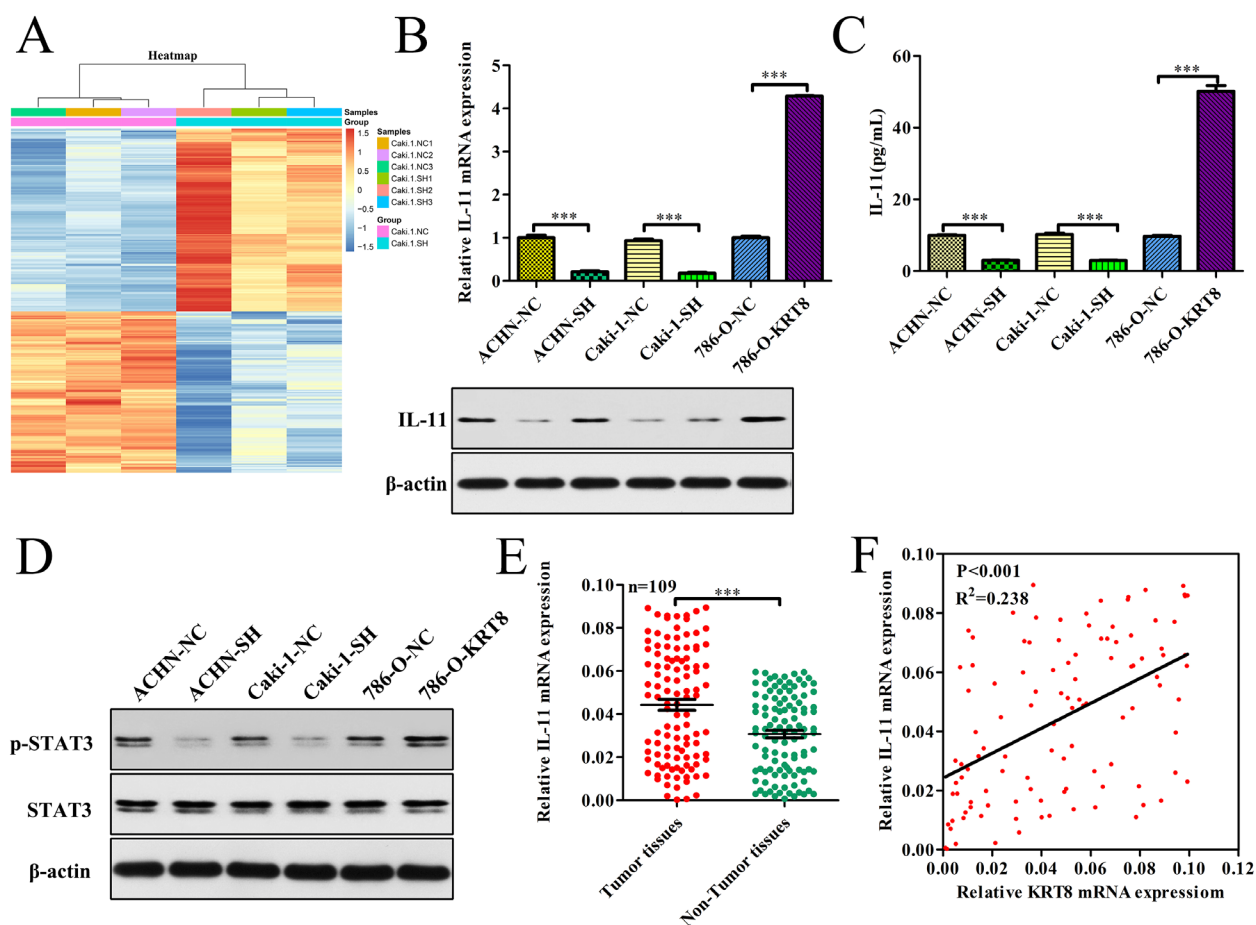 A
Heatmap
Samples
Group
1.5
1
0.5
0
−0.5
−1
−1.5
Samples
Caki.1.NC1
Caki.1.NC2
Caki.1.NC3
Caki.1.SH1
Caki.1.SH2
Caki.1.SH3
Group
Caki.1.NC
Caki.1.SH
B
Relative IL-11 mRNA expression
5
4
3
2
1
0
***
***
***
ACHN-NC
ACHN-SH
Caki-1-NC
Caki-1-SH
786-O-NC
786-O-KRT8
IL-11
β-actin
C
IL-11(pg/mL)
60
40
20
0
***
***
***
ACHN-NC
ACHN-SH
Caki-1-NC
Caki-1-SH
786-O-NC
786-O-KRT8
D
ACHN-NC
ACHN-SH
Caki-1-NC
Caki-1-SH
786-O-NC
786-O-KRT8
p-STAT3
STAT3
β-actin
E
Relative IL-11 mRNA expression
0.10
0.08
0.06
0.04
0.02
0.00
n=109
***
Tumor tissues
Non-Tumor tissues
F
Relative IL-11 mRNA expression
0.10
0.08
0.06
0.04
0.02
0.00
P<0.001
R²=0.238
0.00
0.02
0.04
0.06
0.08
0.10
0.12
Relative KRT8 mRNA expressiom